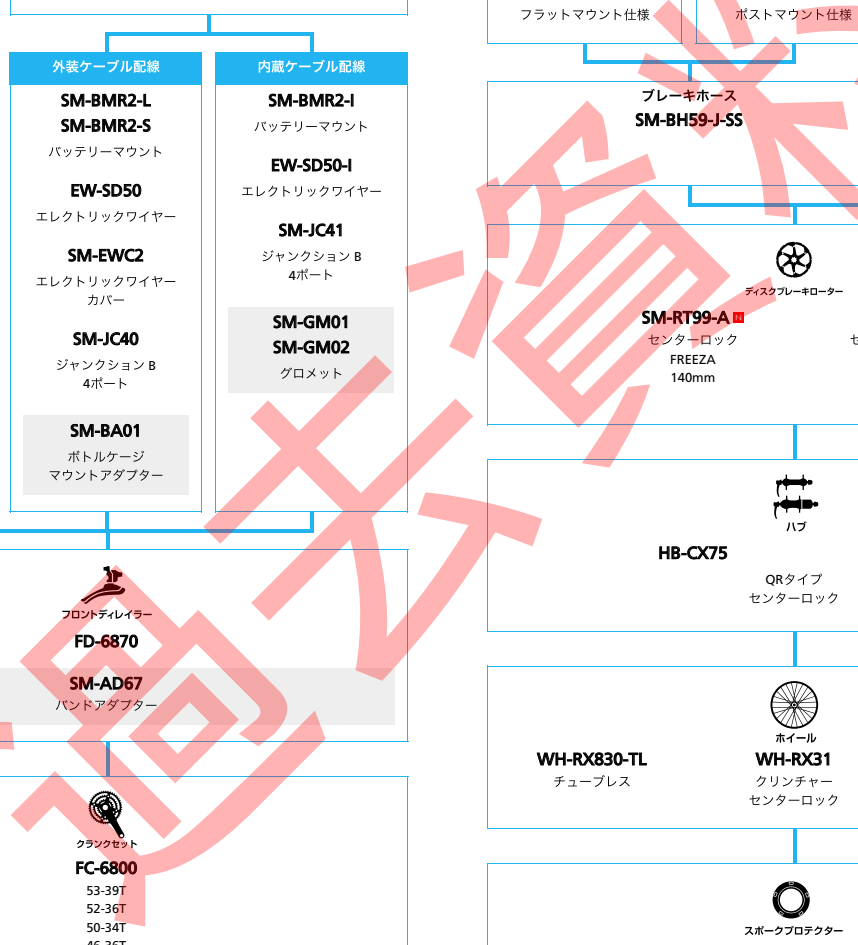 外装ケーブル配線
SM-BMR2-L
SM-BMR2-S
バッテリーマウント
EW-SD50
エレクトリックワイヤー
SM-EWC2
エレクトリックワイヤー
カバー
SM-JC40
ジャンクション B
4ポート
SM-BA01
ボトルケージ
マウントアダプター
内蔵ケーブル配線
SM-BMR2-I
バッテリーマウント
EW-SD50-I
エレクトリックワイヤー
SM-JC41
ジャンクション B
4ポート
SM-GM01
SM-GM02
グロメット
フロントディレイラー
FD-6870
SM-AD67
バンドアダプター
クランクセット
FC-6800
53-39T
52-36T
50-34T
46-36T
フラットマウント仕様
ポストマウント仕様
ブレーキホース
SM-BH59-J-SS
ディスクブレーキローター
SM-RT99-A N
センターロック
FREEZA
140mm
セ
ハブ
HB-CX75
QRタイプ
センターロック
ホイール
WH-RX830-TL
チューブレス
WH-RX31
クリンチャー
センターロック
スポークプロテクター
過去資料